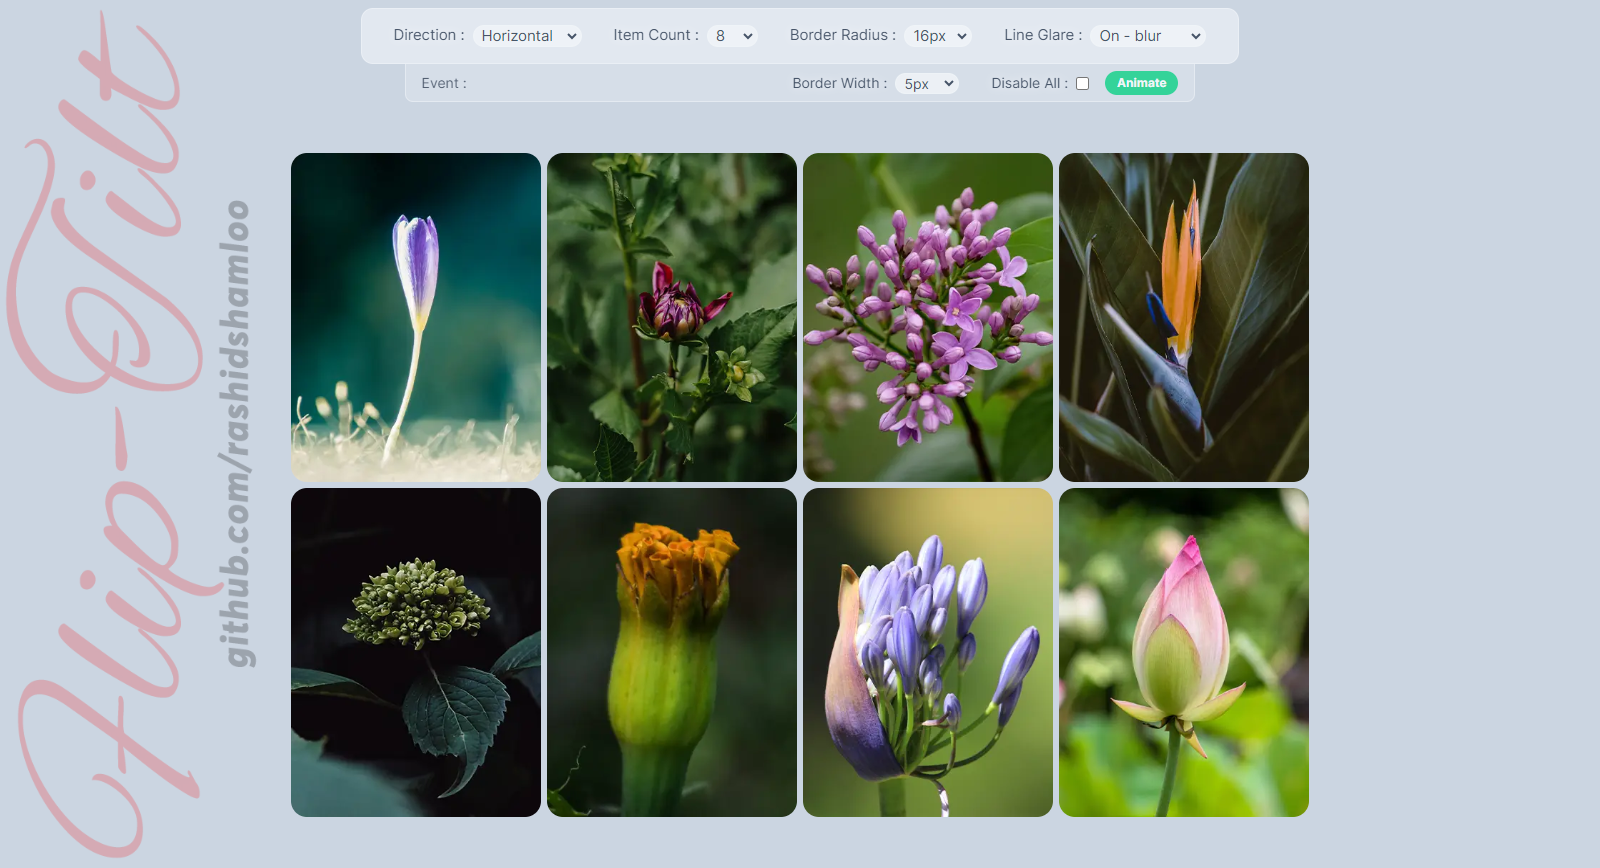 Flip-Tilt
github.com/rashidshamloo
Direction : Horizontal Item Count : 8 Border Radius : 16px Line Glare : On - blur
Event : Border Width : 5px Disable All : Animate